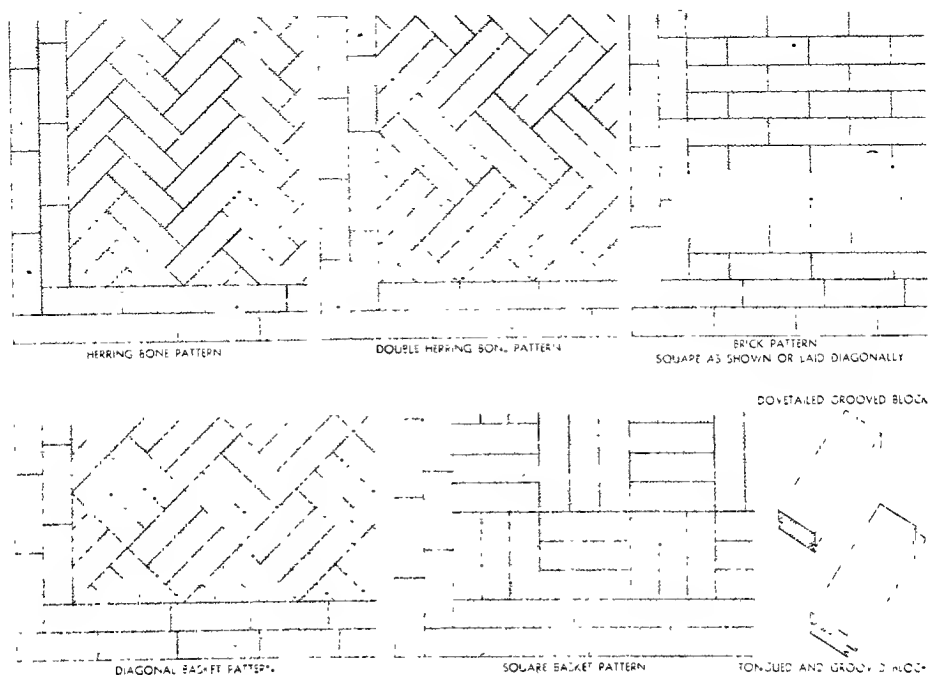 HERRING BONE PATTERN
DOUBLE HERRING BONE PATTERN
BRICK PATTERN
SQUARE AS SHOWN OR LAID DIAGONALLY
DOVETAILED GROOVED BLOCK
DIAGONAL BASKET PATTERN
SQUARE BASKET PATTERN
TONGUED AND GROOVED BLOCK